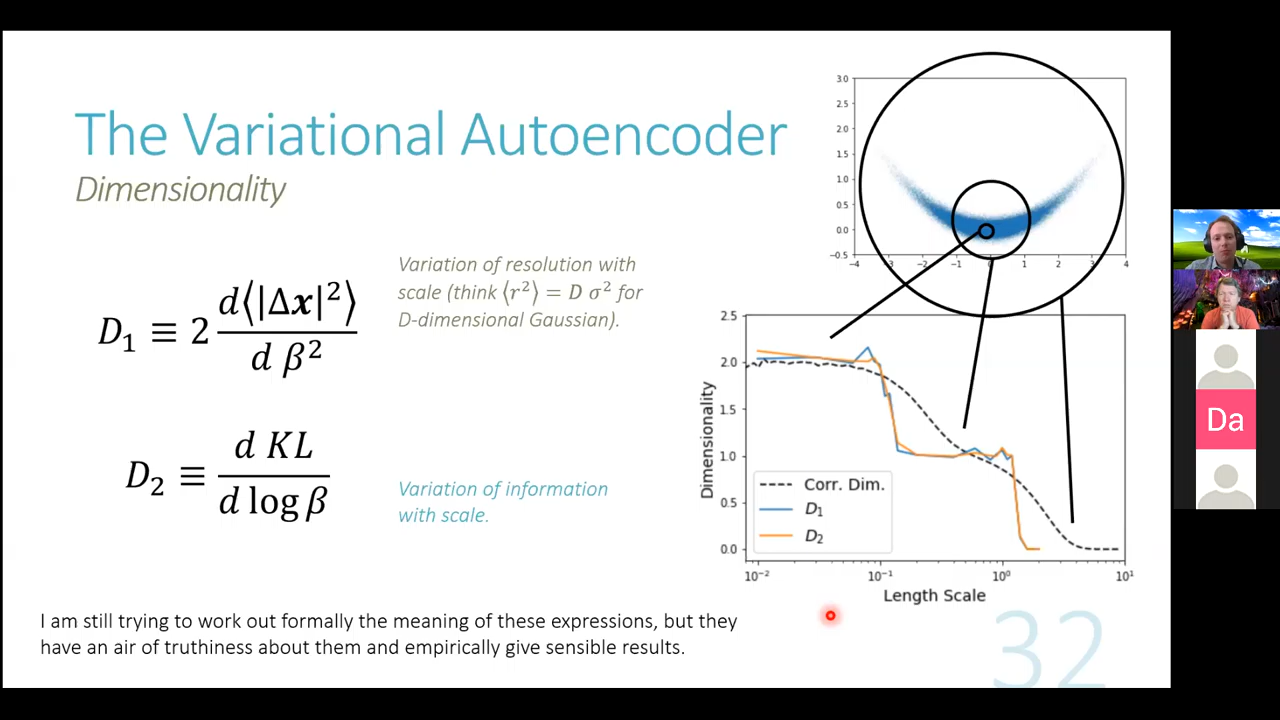 The Variational Autoencoder
Dimensionality
D₁ ≡ 2 d⟨|Δx|²⟩ / d β²
Variation of resolution with
scale (think ⟨r²⟩ = D σ² for
D-dimensional Gaussian).
D₂ ≡ d KL / d log β
Variation of information
with scale.
I am still trying to work out formally the meaning of these expressions, but they
have an air of truthiness about them and empirically give sensible results.
3.0
2.5
2.0
1.5
1.0
0.5
0.0
−0.5
−4 −3 −2 −1 0 1 2 3 4
2.5
2.0
1.5
1.0
0.5
0.0
Dimensionality
Corr. Dim.
D₁
D₂
10⁻² 10⁻¹ 10⁰ 10¹
Length Scale
32
Da